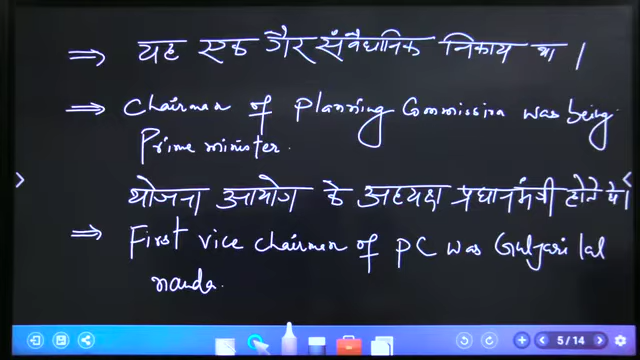 ⇒ यह एक गैर संवैधानिक निकाय था।
⇒ Chairman of Planning Commission was being
Prime minister.
योजना आयोग के अध्यक्ष प्रधानमंत्री होते थे।
⇒ First vice chairman of PC was Guljari lal
nanda.
5/14